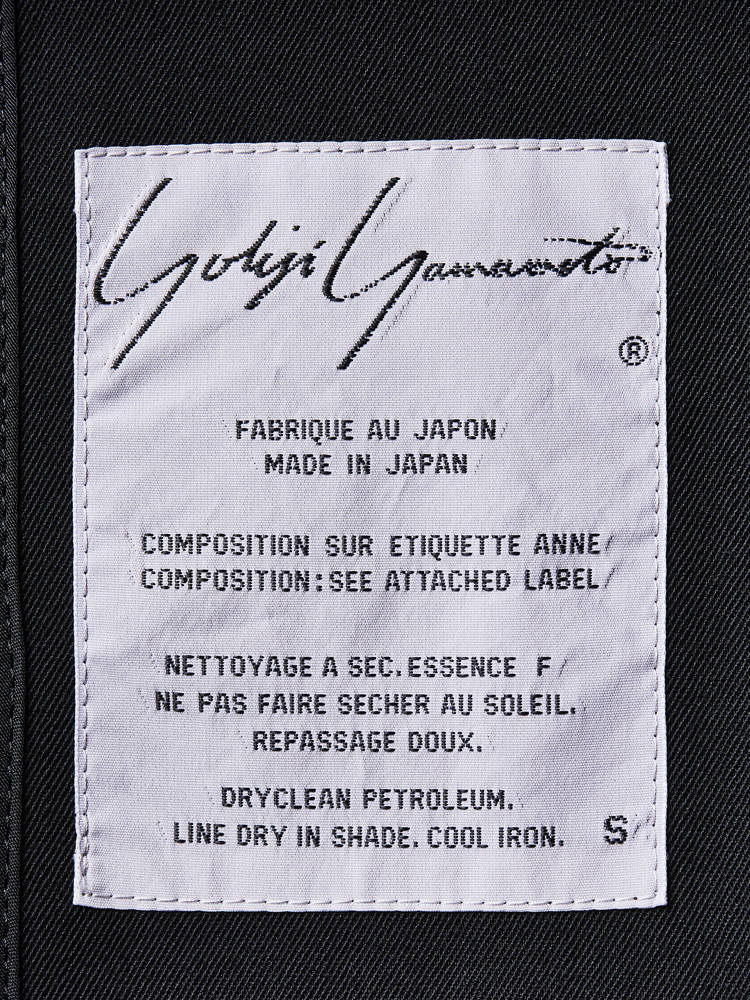 Yohji Yamamoto
®
FABRIQUE AU JAPON
MADE IN JAPAN
COMPOSITION SUR ETIQUETTE ANNE
COMPOSITION:SEE ATTACHED LABEL
NETTOYAGE A SEC. ESSENCE F
NE PAS FAIRE SECHER AU SOLEIL.
REPASSAGE DOUX.
DRYCLEAN PETROLEUM.
LINE DRY IN SHADE. COOL IRON. S